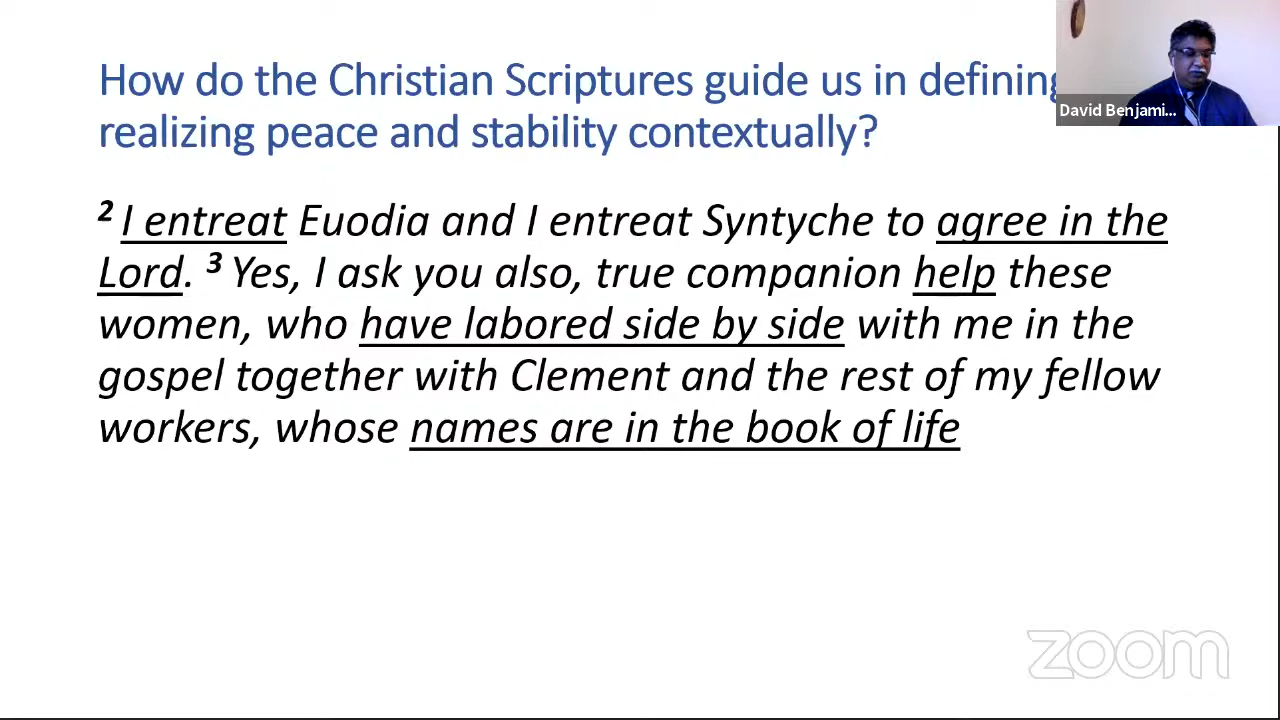 How do the Christian Scriptures guide us in defining
realizing peace and stability contextually?
David Benjami...
2 I entreat Euodia and I entreat Syntyche to agree in the
Lord. 3 Yes, I ask you also, true companion help these
women, who have labored side by side with me in the
gospel together with Clement and the rest of my fellow
workers, whose names are in the book of life
zoom